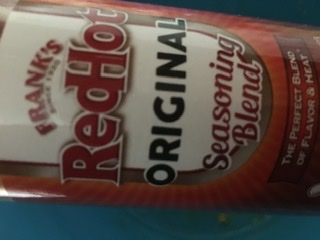 FRANK'S
RedHot
ORIGINAL
Seasoning
Blend
THE PERFECT BLEND
OF FLAVOR & HEAT